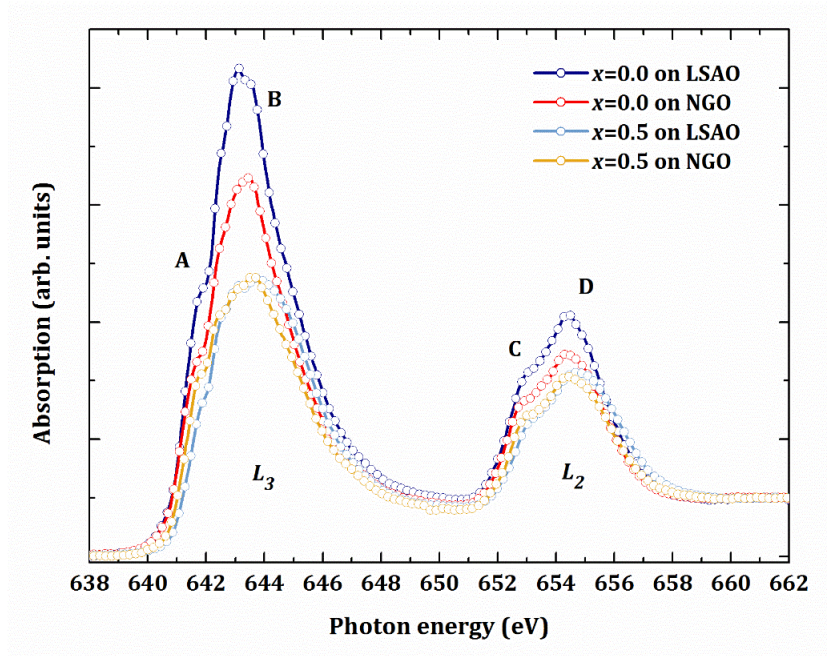 x=0.0 on LSAO
x=0.0 on NGO
x=0.5 on LSAO
x=0.5 on NGO
B
A
D
C
L3
L2
Absorption (arb. units)
638 640 642 644 646 648 650 652 654 656 658 660 662
Photon energy (eV)